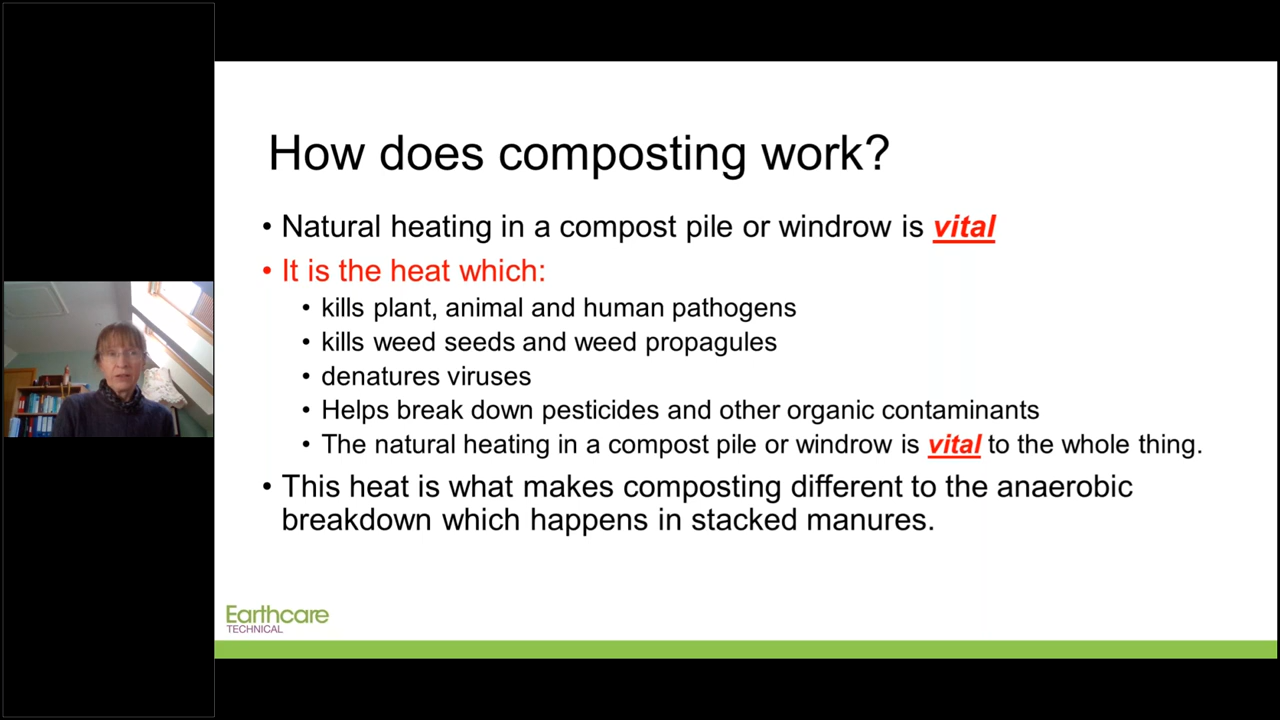 How does composting work?
• Natural heating in a compost pile or windrow is vital
• It is the heat which:
• kills plant, animal and human pathogens
• kills weed seeds and weed propagules
• denatures viruses
• Helps break down pesticides and other organic contaminants
• The natural heating in a compost pile or windrow is vital to the whole thing.
• This heat is what makes composting different to the anaerobic
breakdown which happens in stacked manures.
Earthcare
TECHNICAL